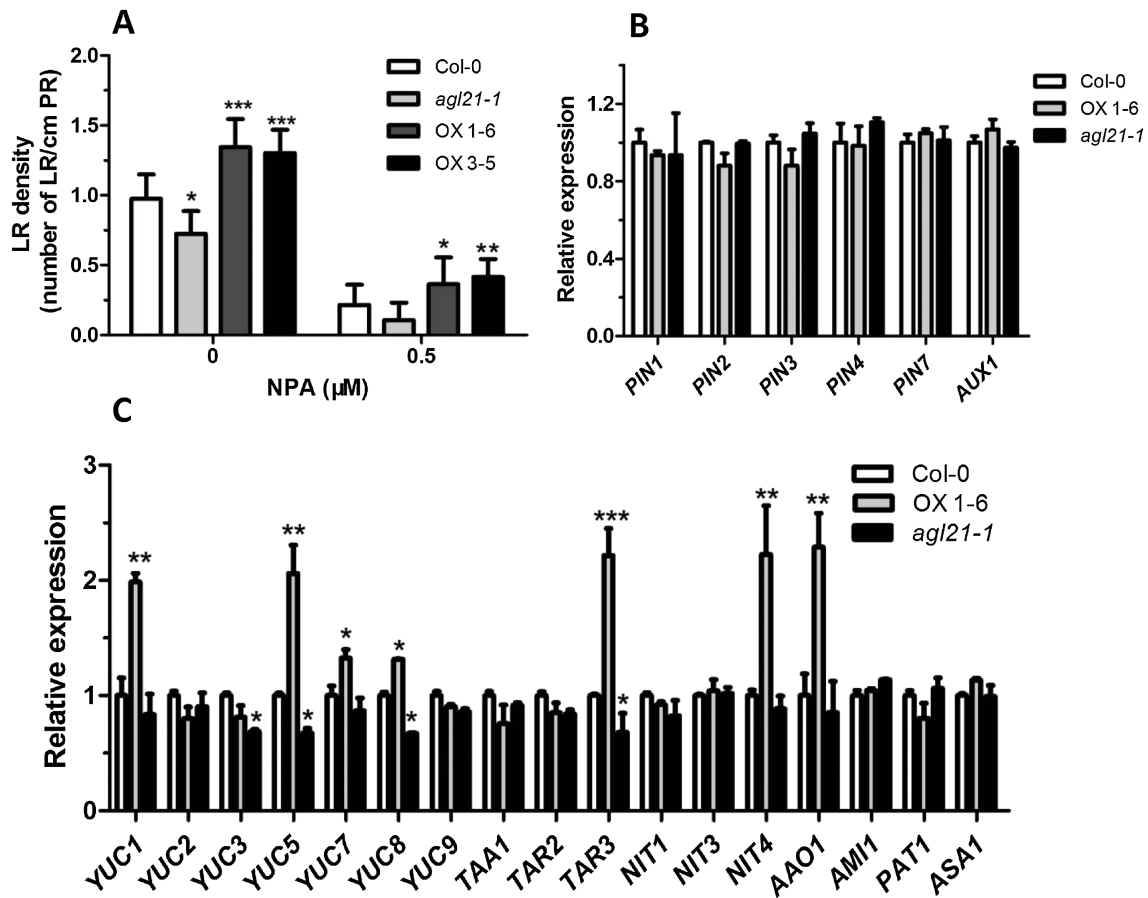 A
LR density
(number of LR/cm PR)
2.0
1.5
1.0
0.5
0.0
*
***
***
*
**
Col-0
agl21-1
OX 1-6
OX 3-5
0
0.5
NPA (µM)
B
Relative expression
1.2
0.8
0.4
0.0
Col-0
OX 1-6
agl21-1
PIN1
PIN2
PIN3
PIN4
PIN7
AUX1
C
Relative expression
3
2
1
0
**
*
**
*
*
*
*
***
*
**
**
Col-0
OX 1-6
agl21-1
YUC1
YUC2
YUC3
YUC5
YUC7
YUC8
YUC9
TAA1
TAR2
TAR3
NIT1
NIT3
NIT4
AAO1
AMI1
PAT1
ASA1